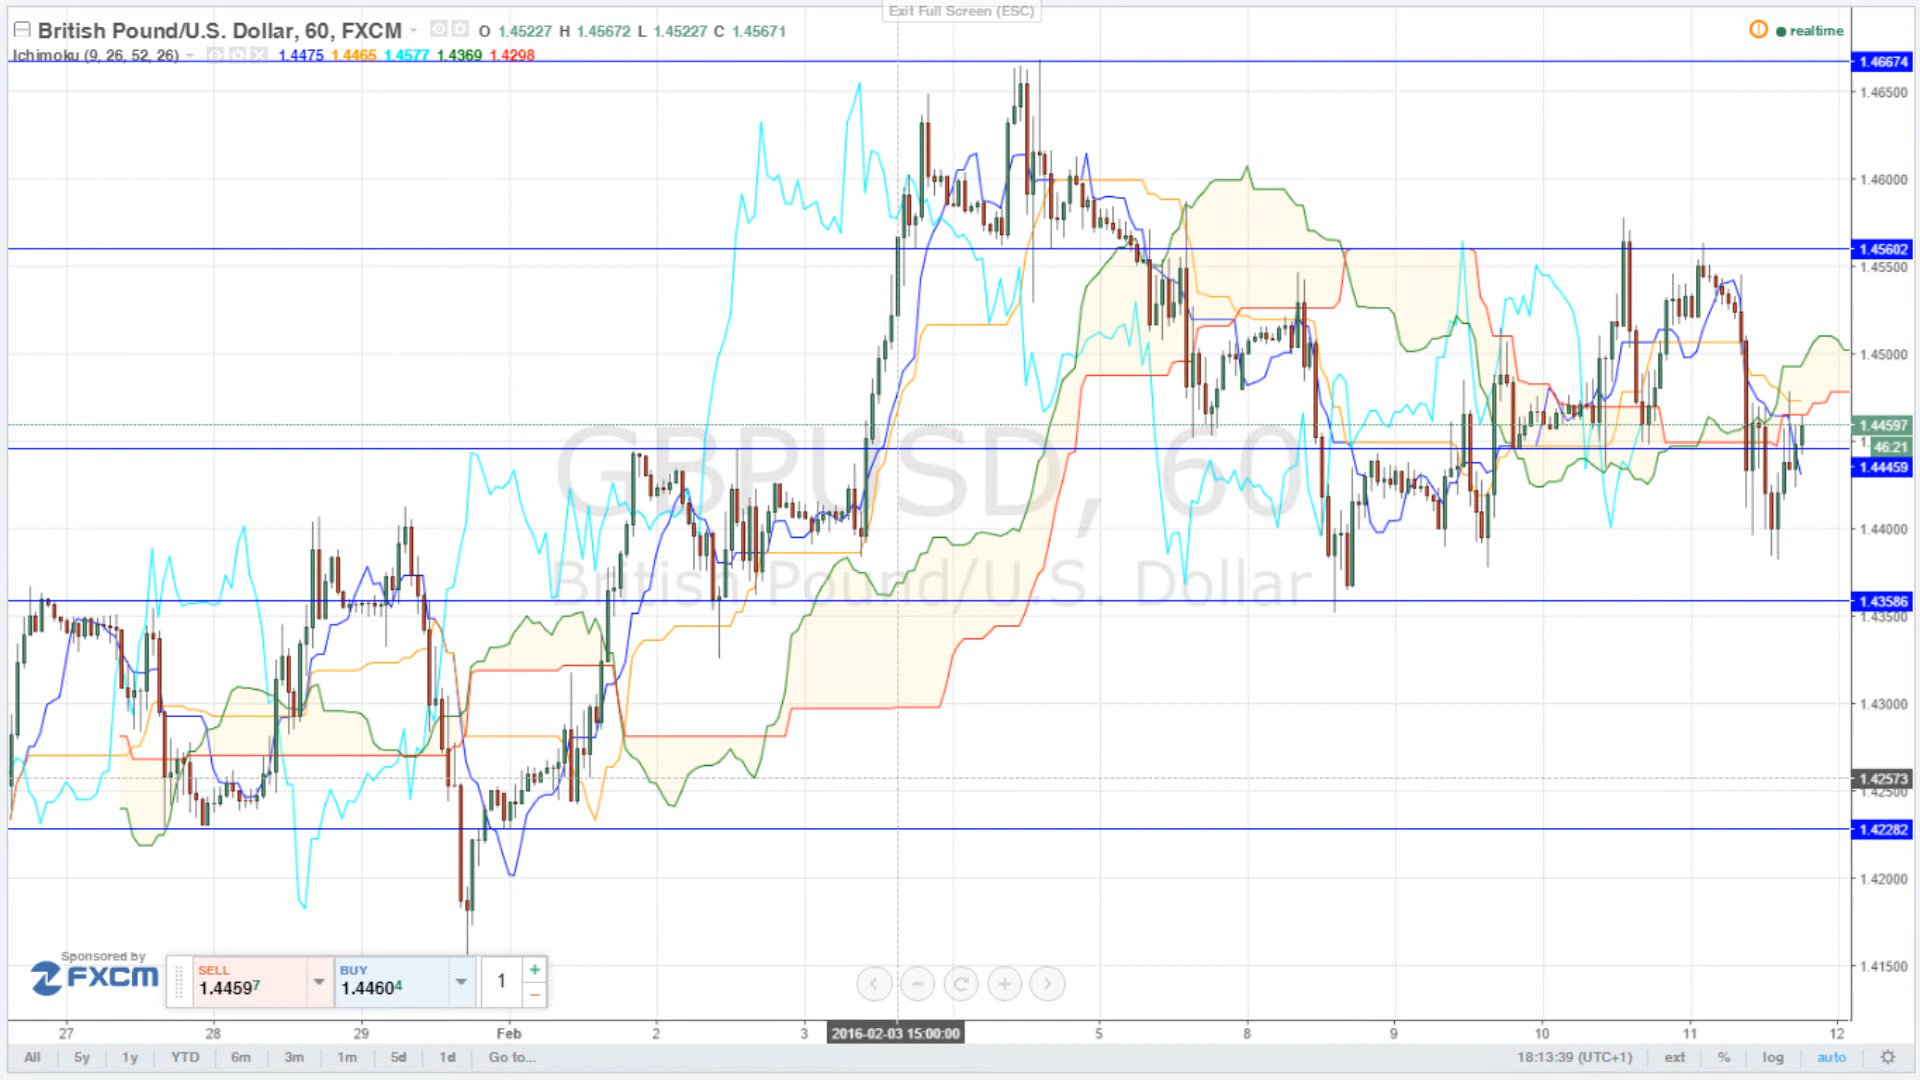 Exit Full Screen (ESC)
British Pound/U.S. Dollar, 60, FXCM O 1.45227 H 1.45672 L 1.45227 C 1.45671
realtime
Ichimoku (9, 26, 52, 26) 1.4475 1.4465 1.4577 1.4369 1.4298
1.46674
1.46500
1.46000
1.45602
1.45500
1.45000
1.44597
46:21
1.44459
1.44000
1.43586
1.43500
1.43000
1.42573
1.42500
1.42282
1.42000
1.41500
GBPUSD, 60
British Pound/U.S. Dollar
Sponsored by
FXCM
SELL
1.44597
BUY
1.44604
1
27 28 29 Feb 2 3 2016-02-03 15:00:00 5 8 9 10 11 12
All 5y 1y YTD 6m 3m 1m 5d 1d Go to... 18:13:39 (UTC+1) ext % log auto